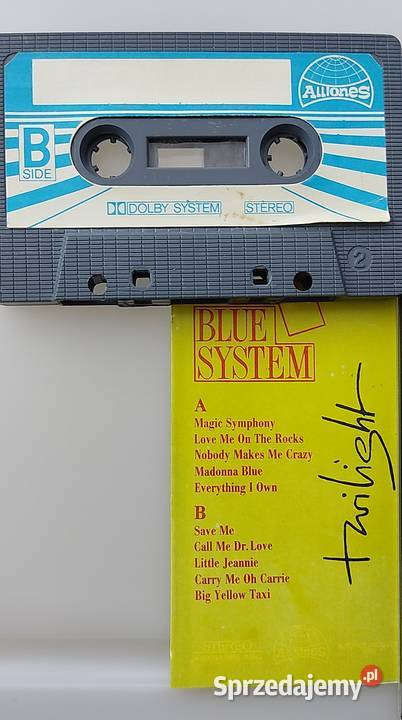 AllToneS
B
SIDE
DOLBY SYSTEM STEREO
2
BLUE
SYSTEM
twilight
A
Magic Symphony
Love Me On The Rocks
Nobody Makes Me Crazy
Madonna Blue
Everything I Own
B
Save Me
Call Me Dr. Love
Little Jeannie
Carry Me Oh Carrie
Big Yellow Taxi
STEREO
Sprzedajemy.pl